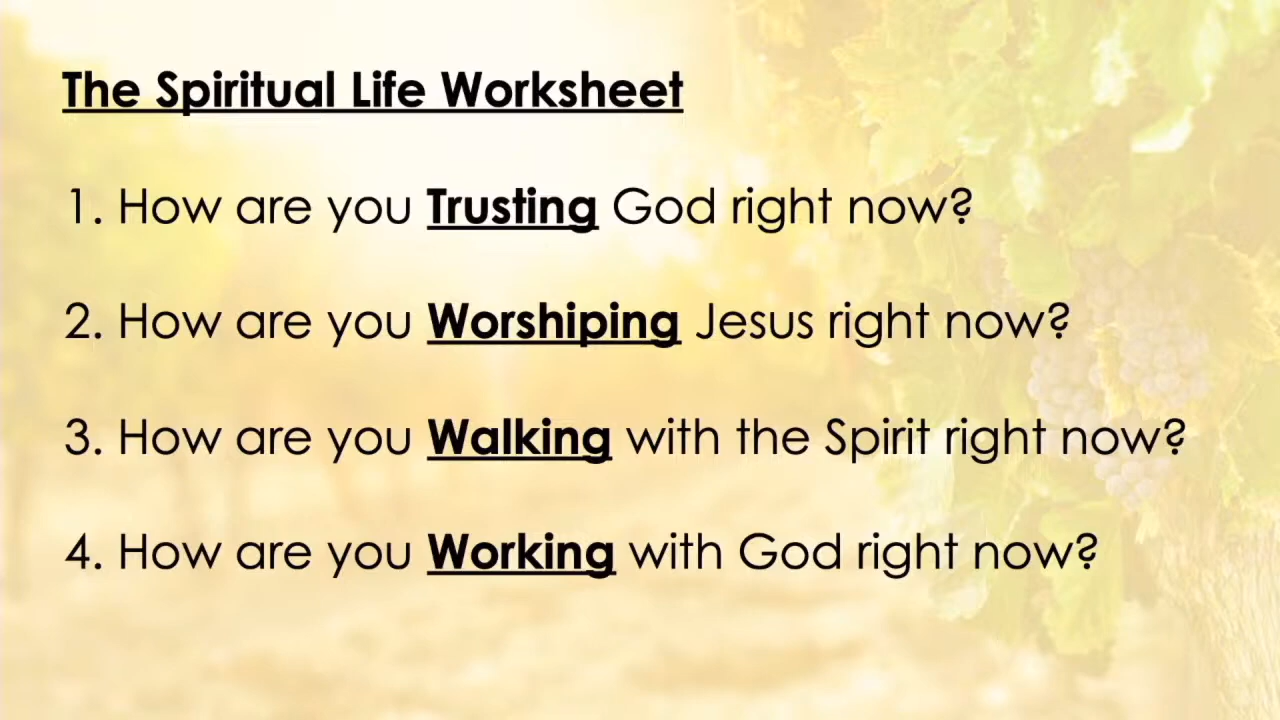 The Spiritual Life Worksheet
1. How are you Trusting God right now?
2. How are you Worshiping Jesus right now?
3. How are you Walking with the Spirit right now?
4. How are you Working with God right now?